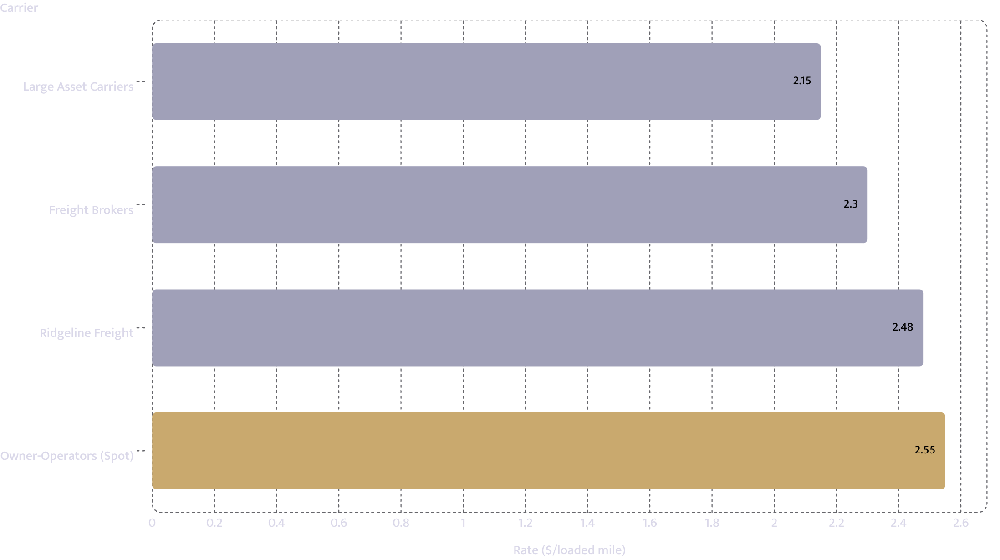 Carrier
Large Asset Carriers
2.15
Freight Brokers
2.3
Ridgeline Freight
2.48
Owner-Operators (Spot)
2.55
0 0.2 0.4 0.6 0.8 1 1.2 1.4 1.6 1.8 2 2.2 2.4 2.6
Rate ($/loaded mile)